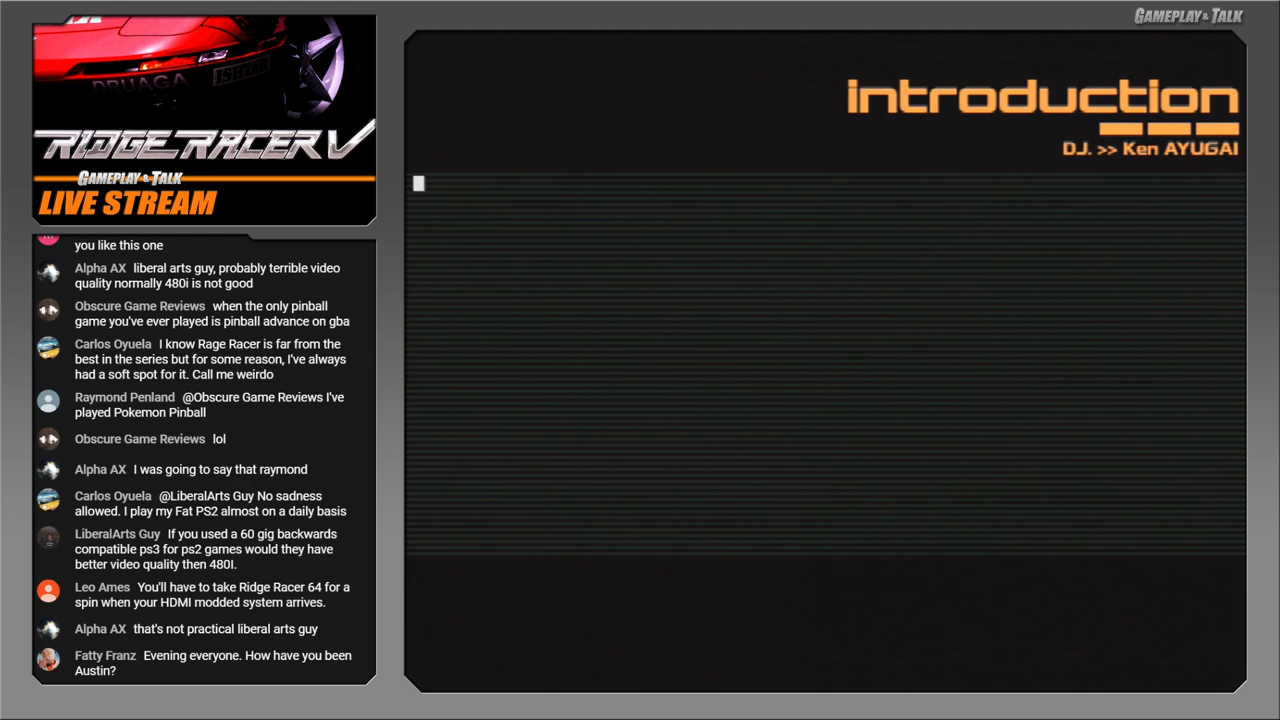 GAMEPLAY & TALK
DRUAGA
ISHTAR
RIDGE RACER V
GAMEPLAY & TALK
LIVE STREAM
introduction
D.J. >> Ken AYUGAI
you like this one
Alpha AX liberal arts guy, probably terrible video
quality normally 480i is not good
Obscure Game Reviews when the only pinball
game you've ever played is pinball advance on gba
Carlos Oyuela I know Rage Racer is far from the
best in the series but for some reason, I've always
had a soft spot for it. Call me weirdo
Raymond Penland @Obscure Game Reviews I've
played Pokemon Pinball
Obscure Game Reviews lol
Alpha AX I was going to say that raymond
Carlos Oyuela @LiberalArts Guy No sadness
allowed. I play my Fat PS2 almost on a daily basis
LiberalArts Guy If you used a 60 gig backwards
compatible ps3 for ps2 games would they have
better video quality then 480I.
Leo Ames You'll have to take Ridge Racer 64 for a
spin when your HDMI modded system arrives.
Alpha AX that's not practical liberal arts guy
Fatty Franz Evening everyone. How have you been
Austin?